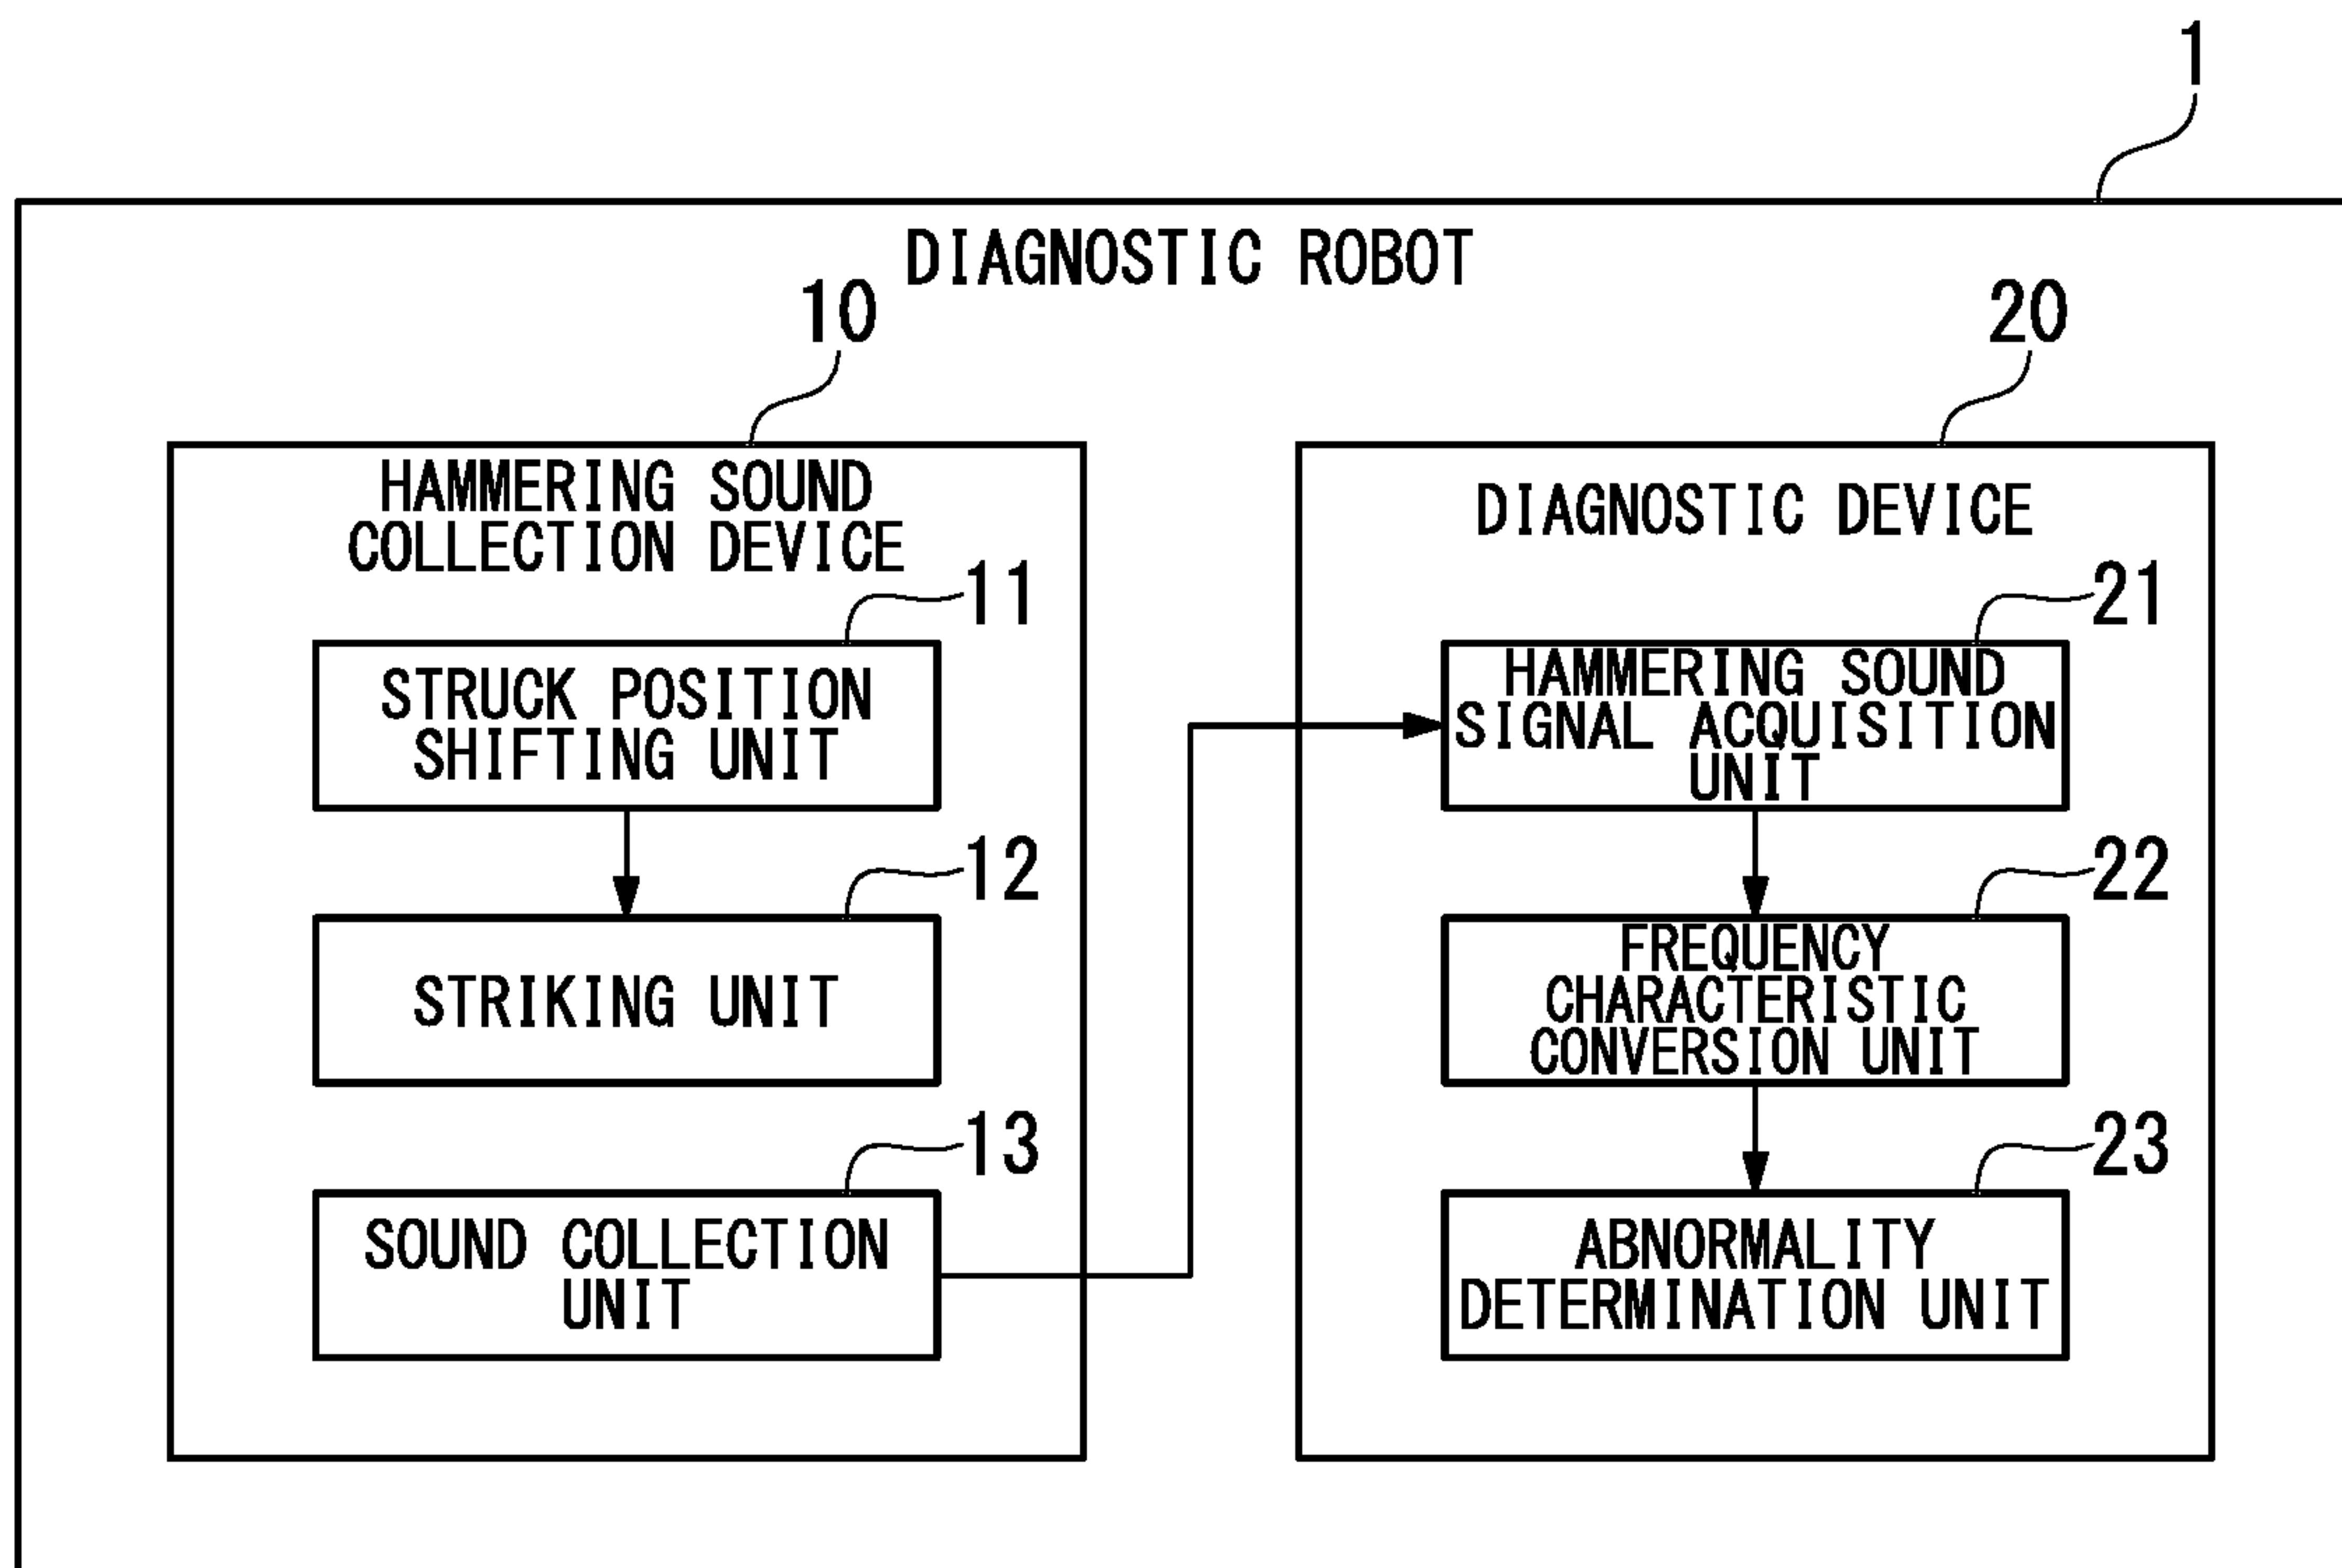 1
DIAGNOSTIC ROBOT
10
HAMMERING SOUND
COLLECTION DEVICE
11
STRUCK POSITION
SHIFTING UNIT
12
STRIKING UNIT
13
SOUND COLLECTION
UNIT
20
DIAGNOSTIC DEVICE
21
HAMMERING SOUND
SIGNAL ACQUISITION
UNIT
22
FREQUENCY
CHARACTERISTIC
CONVERSION UNIT
23
ABNORMALITY
DETERMINATION UNIT